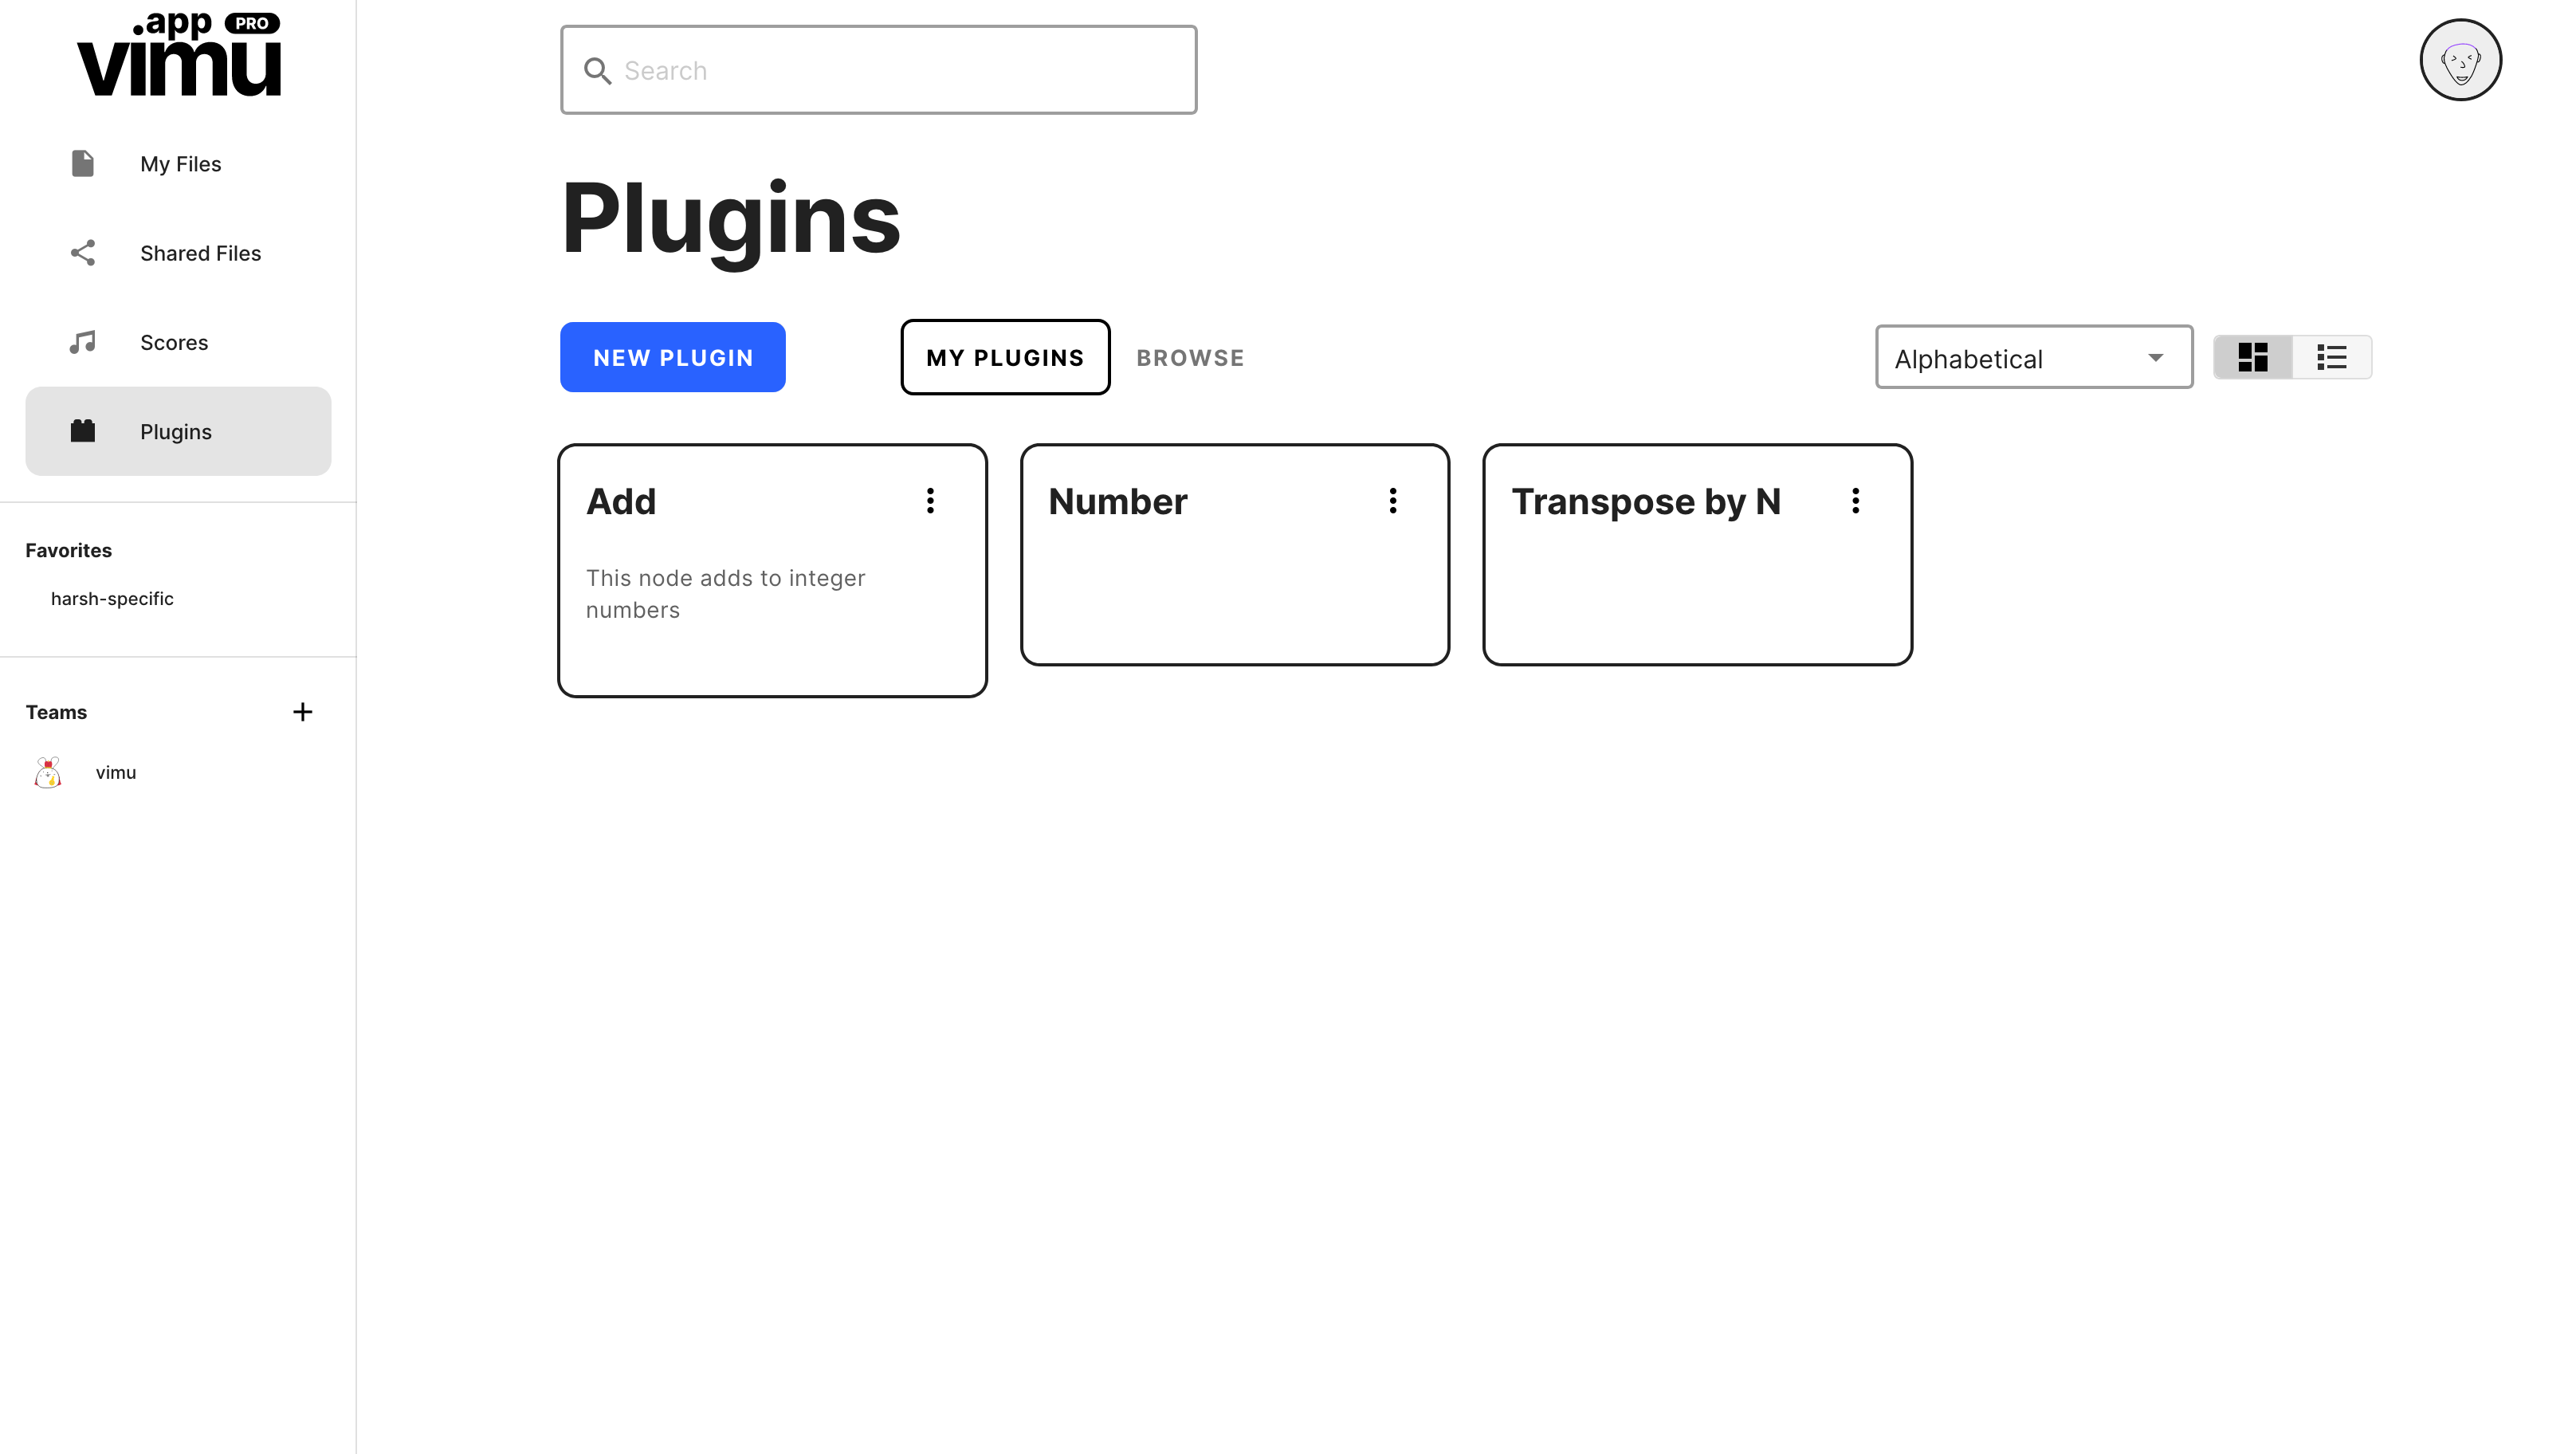 .app PRO
vimu
My Files
Shared Files
Scores
Plugins
Favorites
harsh-specific
Teams
vimu
Search
Plugins
NEW PLUGIN
MY PLUGINS
BROWSE
Alphabetical
Add
This node adds to integer
numbers
Number
Transpose by N